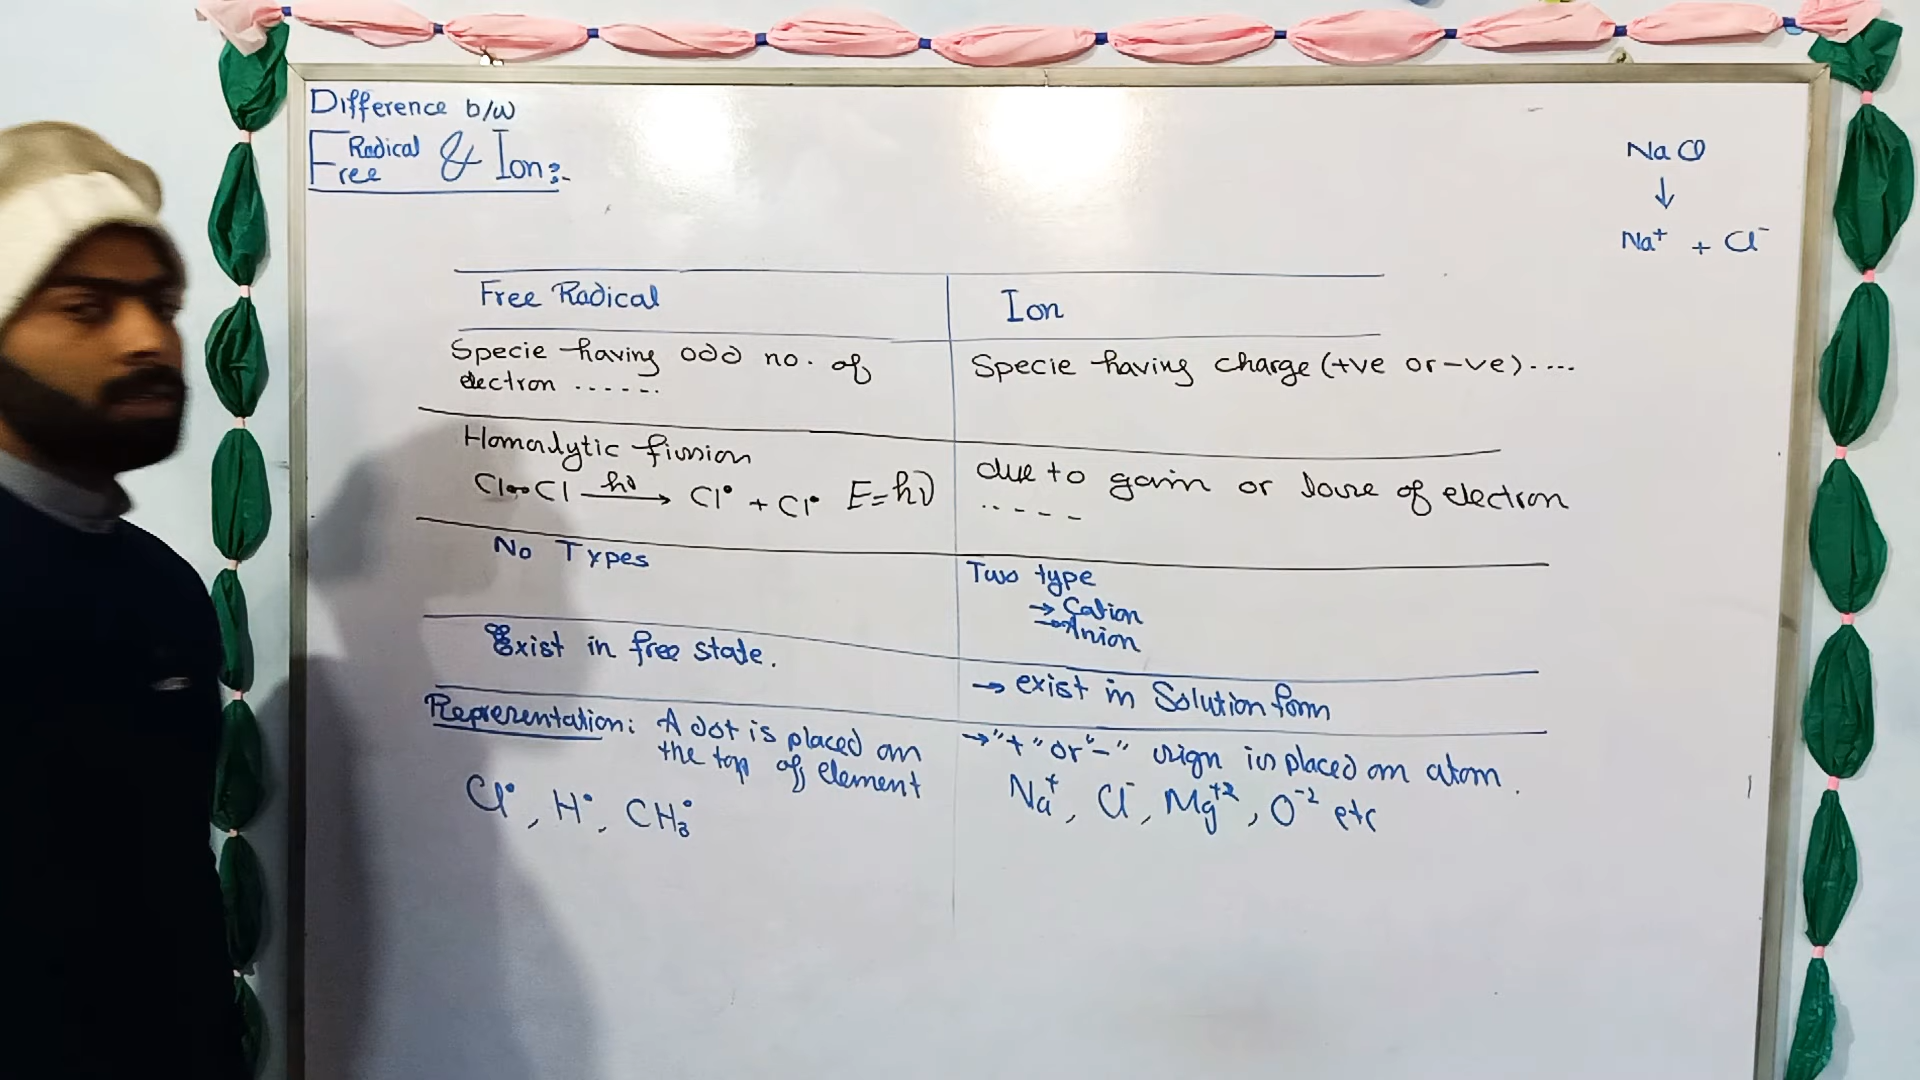 Difference b/w
Free Radical & Ion:-
NaCl
↓
Na⁺ + Cl⁻
Free Radical
Ion
Specie having odd no. of
electron ......
Specie having charge (+ve or -ve)....
Homolytic fission
Cl••Cl —hν→ Cl• + Cl• E=hν
due to gain or loss of electron
.....
No Types
Two type
→ Cation
→ Anion
Exist in free state.
→ exist in Solution form
Representation: A dot is placed on
the top of element
→ "+" or "-" sign is placed on atom.
Cl•, H•, CH₃•
Na⁺, Cl⁻, Mg⁺², O⁻² etc